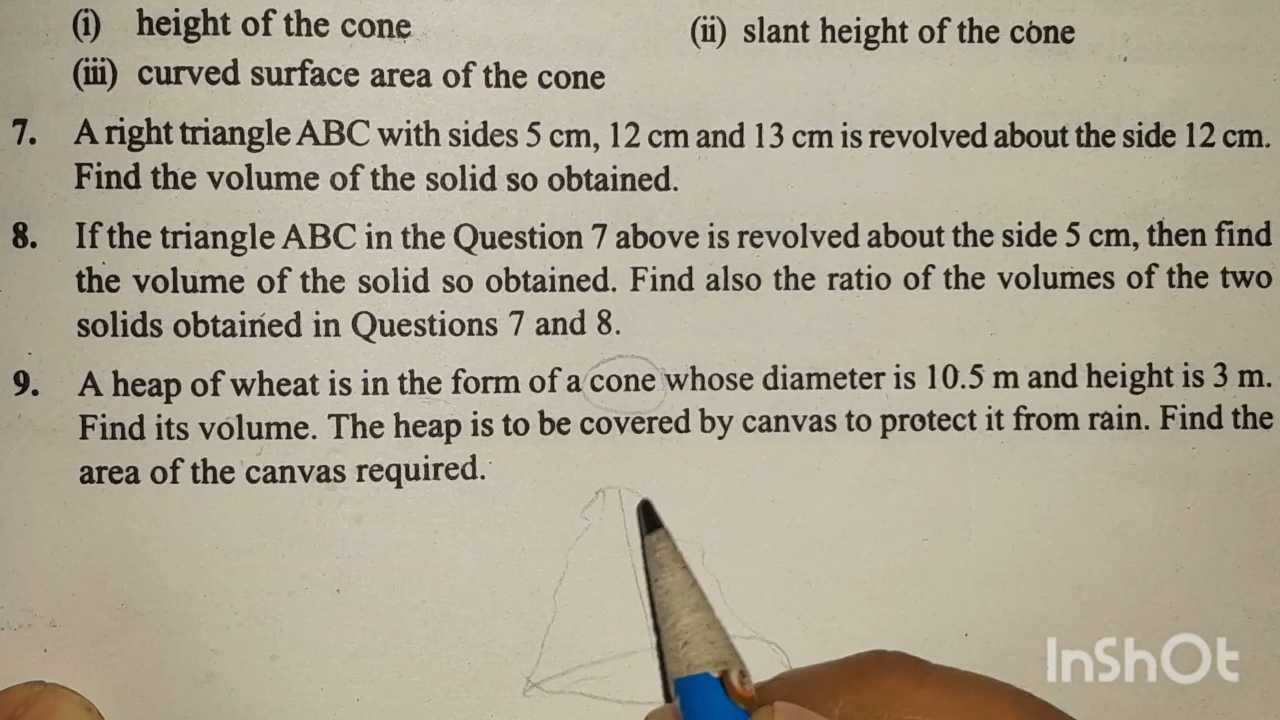 (i) height of the cone (ii) slant height of the cone
(iii) curved surface area of the cone
7. A right triangle ABC with sides 5 cm, 12 cm and 13 cm is revolved about the side 12 cm.
Find the volume of the solid so obtained.
8. If the triangle ABC in the Question 7 above is revolved about the side 5 cm, then find
the volume of the solid so obtained. Find also the ratio of the volumes of the two
solids obtained in Questions 7 and 8.
9. A heap of wheat is in the form of a cone whose diameter is 10.5 m and height is 3 m.
Find its volume. The heap is to be covered by canvas to protect it from rain. Find the
area of the canvas required.
InShOt